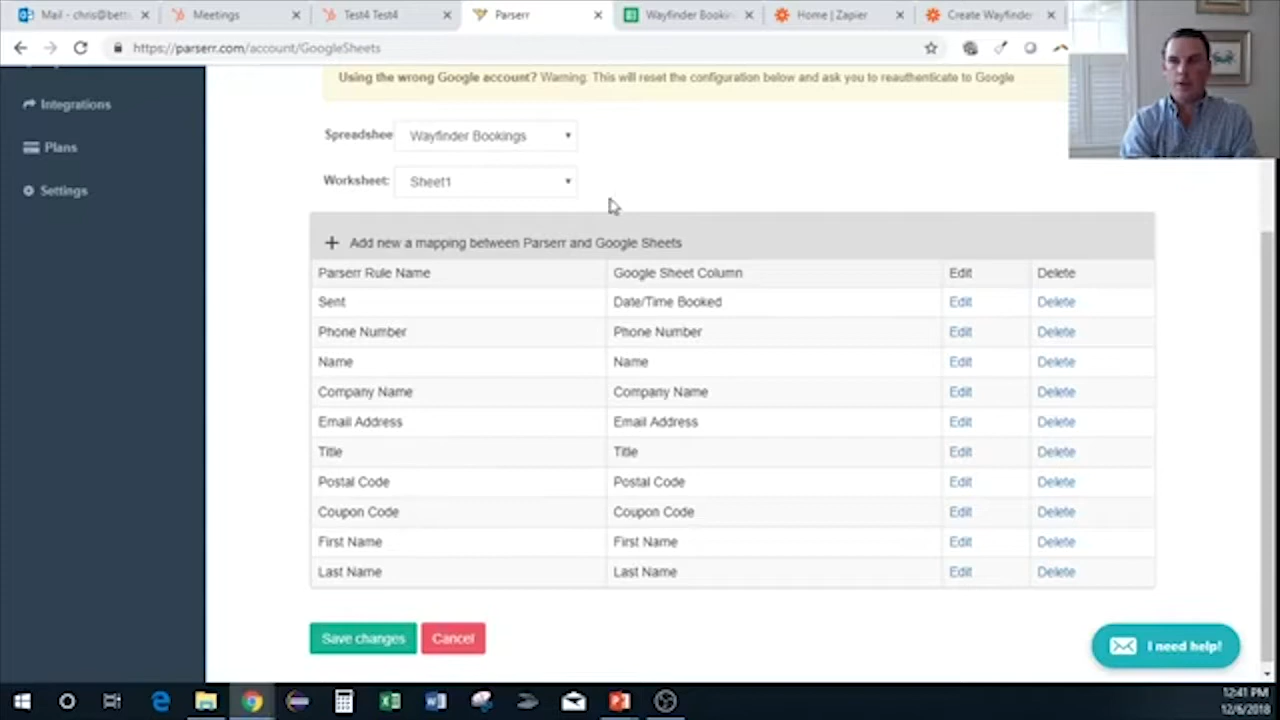 Mail - chris@betts
Meetings
Test4 Test4
Parserr
Wayfinder Booking
Home | Zapier
Create Wayfinder
https://parserr.com/account/GoogleSheets
Using the wrong Google account? Warning: This will reset the configuration below and ask you to reauthenticate to Google
Integrations
Plans
Settings
Spreadshee Wayfinder Bookings
Worksheet: Sheet1
Add new a mapping between Parserr and Google Sheets
Parserr Rule Name Google Sheet Column Edit Delete
Sent Date/Time Booked Edit Delete
Phone Number Phone Number Edit Delete
Name Name Edit Delete
Company Name Company Name Edit Delete
Email Address Email Address Edit Delete
Title Title Edit Delete
Postal Code Postal Code Edit Delete
Coupon Code Coupon Code Edit Delete
First Name First Name Edit Delete
Last Name Last Name Edit Delete
Save changes Cancel
I need help!
12:41 PM
12/6/2018